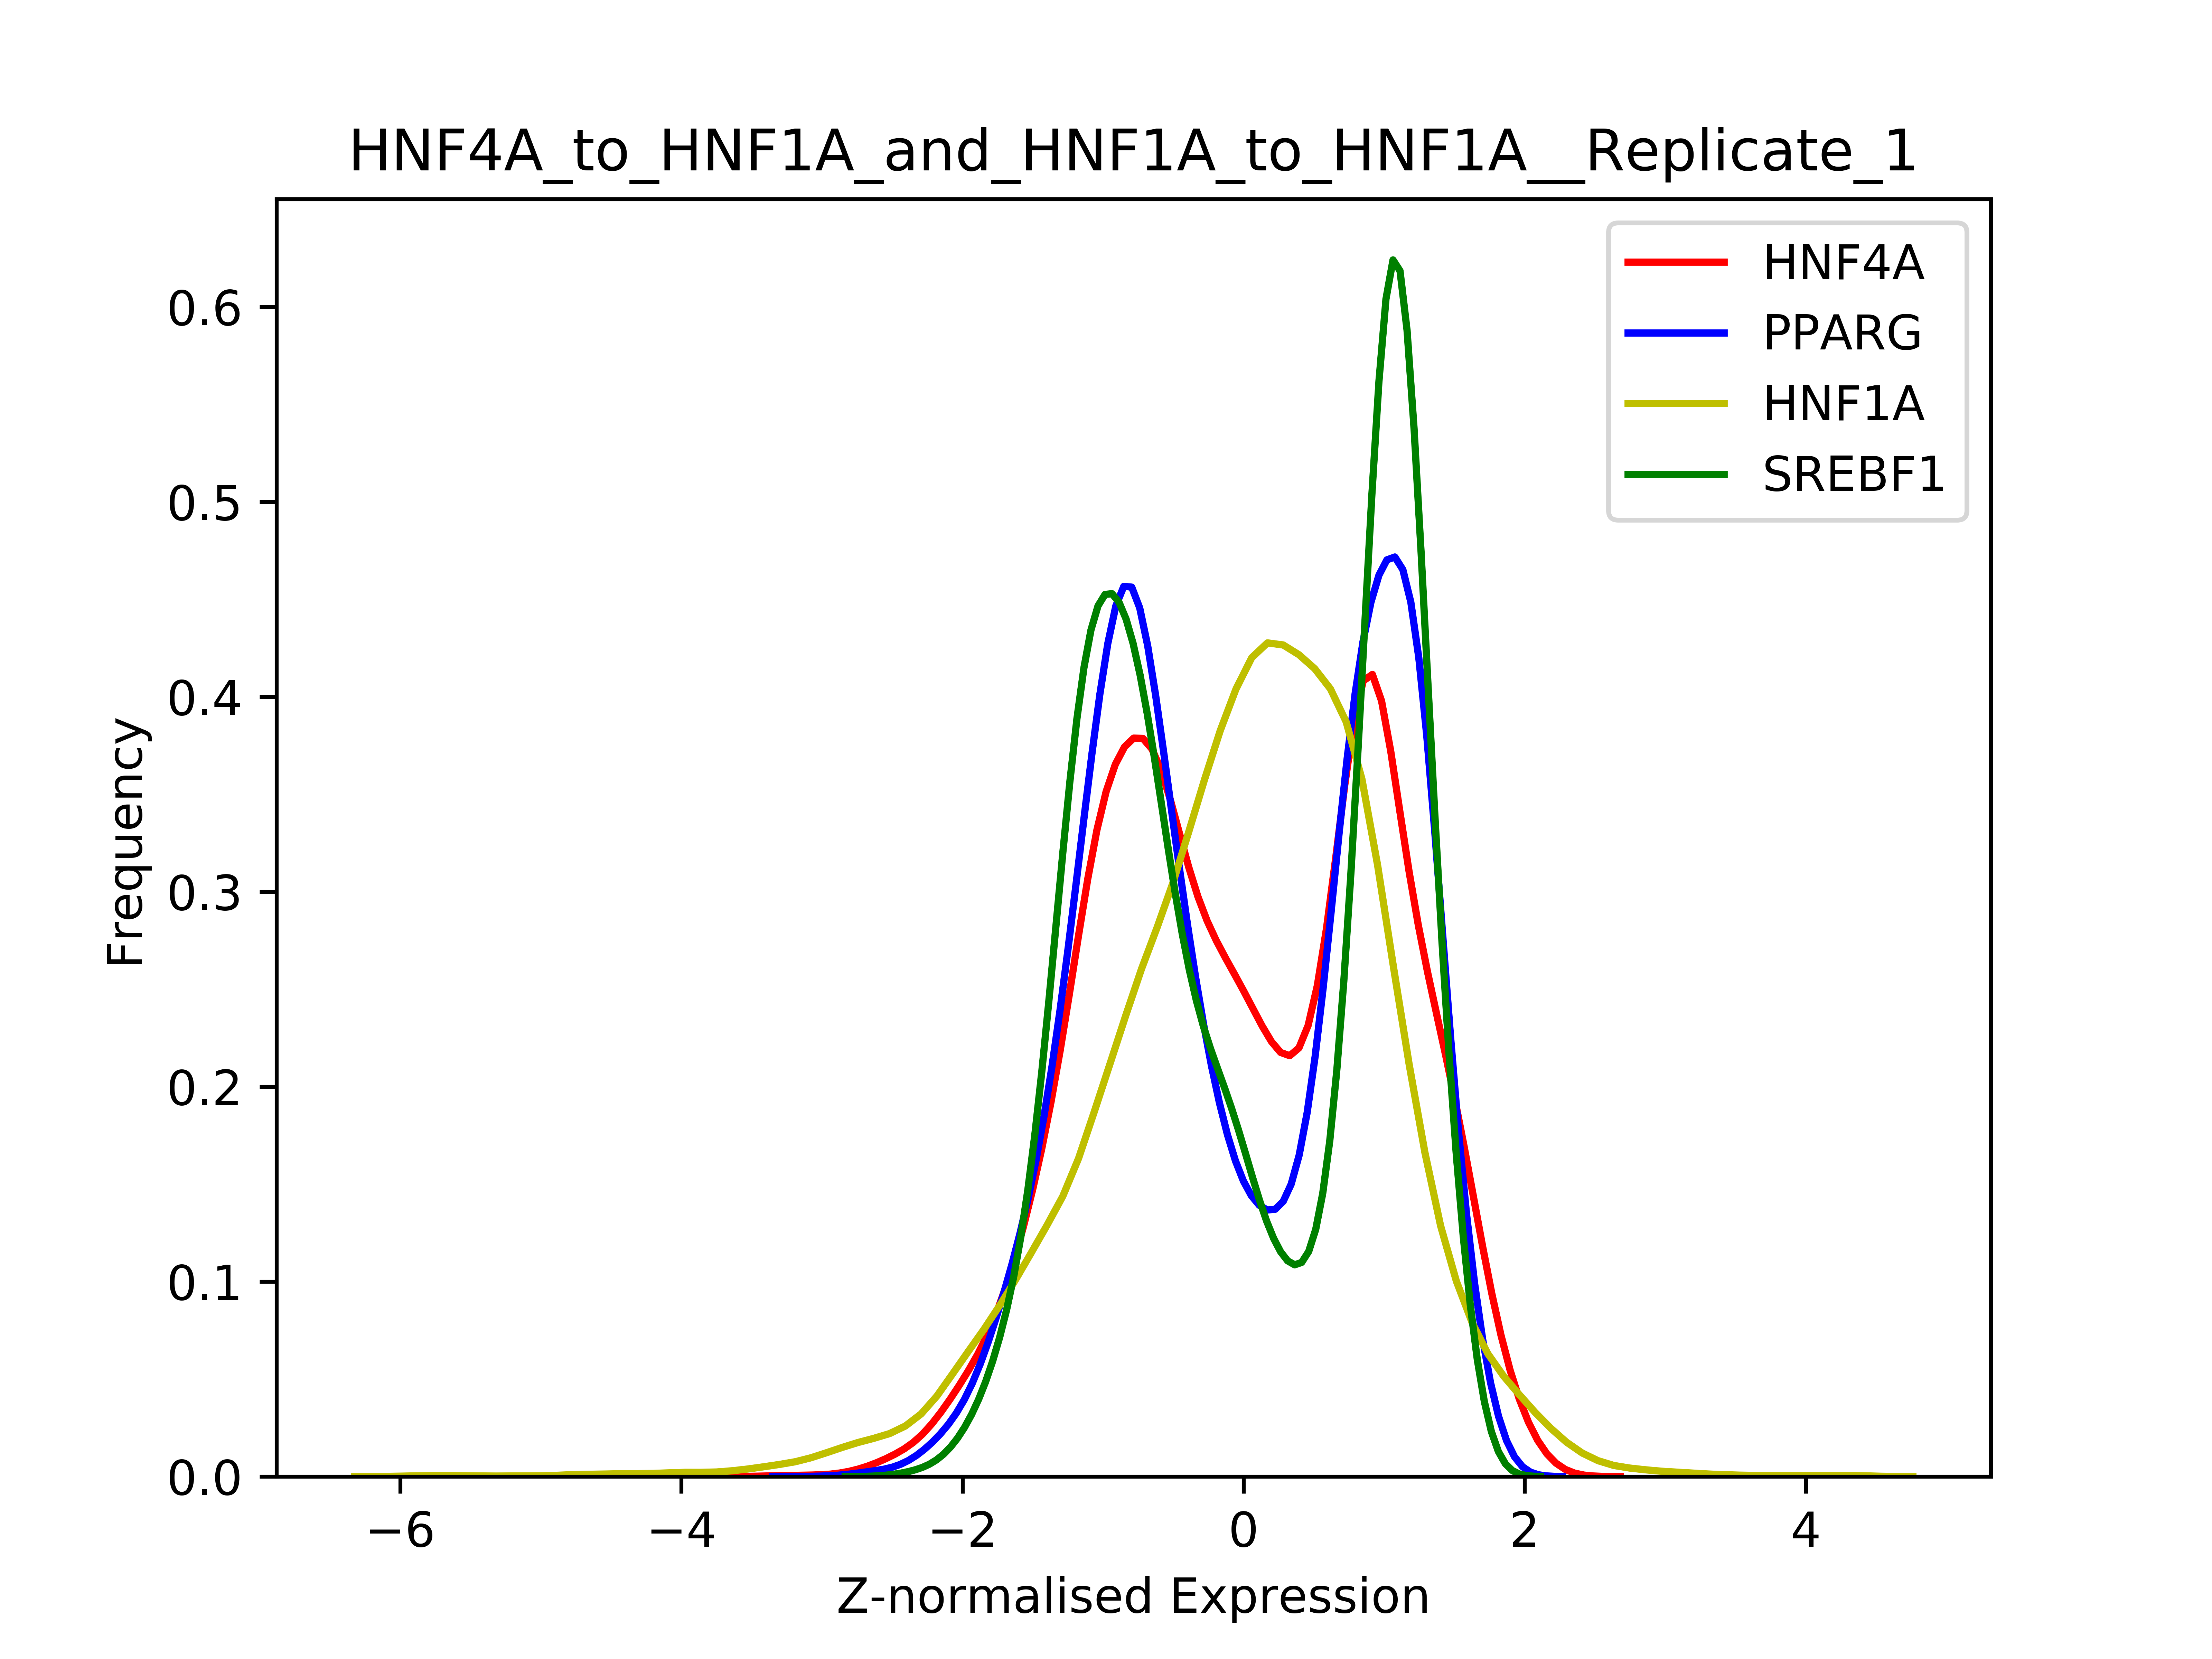 HNF4A_to_HNF1A_and_HNF1A_to_HNF1A__Replicate_1
HNF4A
PPARG
HNF1A
SREBF1
Frequency
0.6
0.5
0.4
0.3
0.2
0.1
0.0
−6 −4 −2 0 2 4
Z-normalised Expression